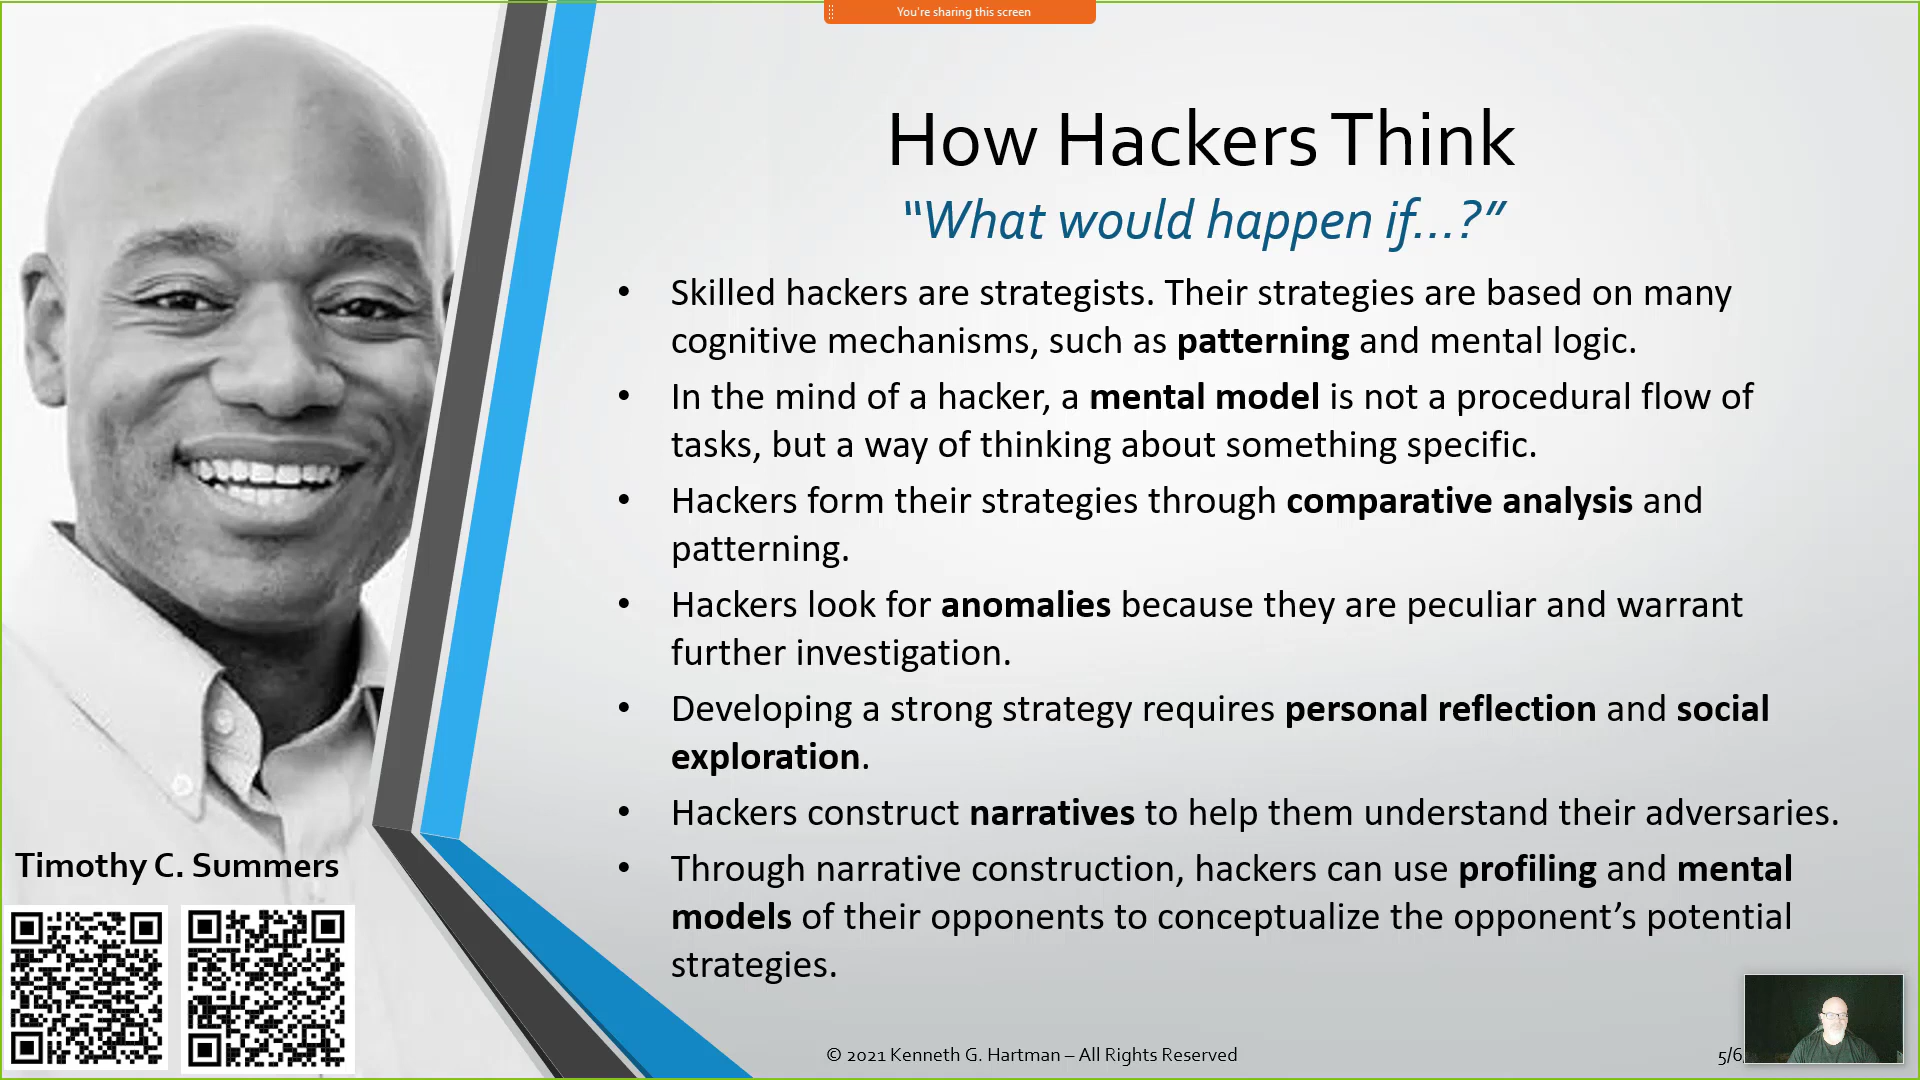 You're sharing this screen
How Hackers Think
“What would happen if...?”
• Skilled hackers are strategists. Their strategies are based on many
cognitive mechanisms, such as patterning and mental logic.
• In the mind of a hacker, a mental model is not a procedural flow of
tasks, but a way of thinking about something specific.
• Hackers form their strategies through comparative analysis and
patterning.
• Hackers look for anomalies because they are peculiar and warrant
further investigation.
• Developing a strong strategy requires personal reflection and social
exploration.
• Hackers construct narratives to help them understand their adversaries.
• Through narrative construction, hackers can use profiling and mental
models of their opponents to conceptualize the opponent’s potential
strategies.
Timothy C. Summers
© 2021 Kenneth G. Hartman – All Rights Reserved
5/6